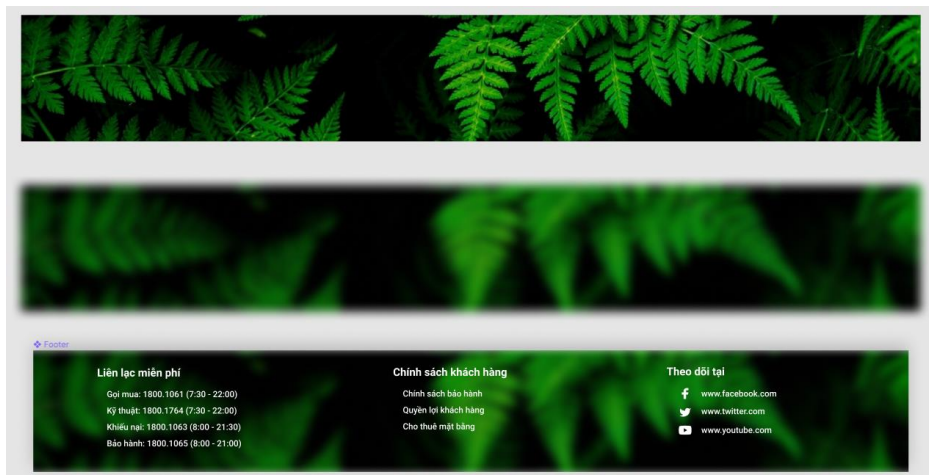 Footer
Liên lạc miễn phí
Gọi mua: 1800.1061 (7:30 - 22:00)
Kỹ thuật: 1800.1764 (7:30 - 22:00)
Khiếu nại: 1800.1063 (8:00 - 21:30)
Bảo hành: 1800.1065 (8:00 - 21:00)
Chính sách khách hàng
Chính sách bảo hành
Quyền lợi khách hàng
Cho thuê mặt bằng
Theo dõi tại
www.facebook.com
www.twitter.com
www.youtube.com